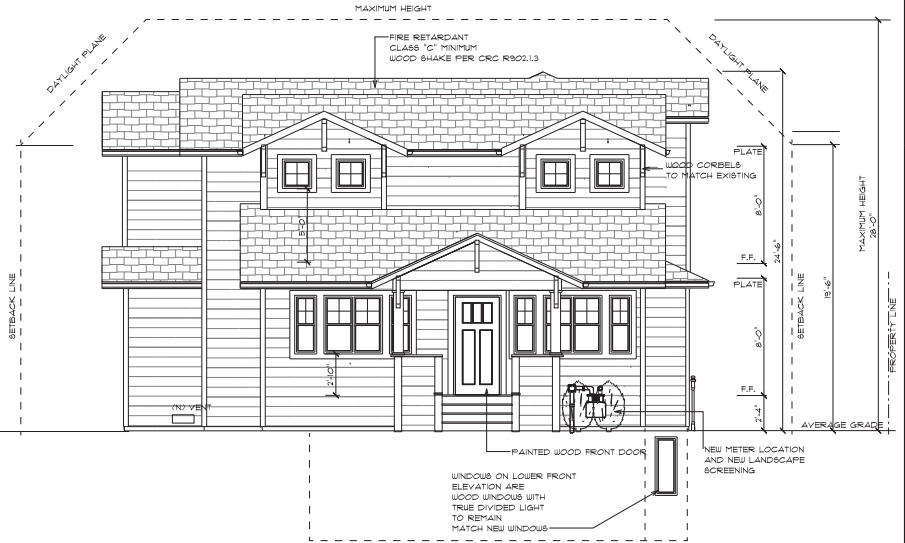 MAXIMUM HEIGHT
DAYLIGHT PLANE
FIRE RETARDANT
CLASS "C" MINIMUM
WOOD SHAKE PER CRC R902.1.3
DAYLIGHT PLANE
PLATE
WOOD CORBELS
TO MATCH EXISTING
8'-0"
24'-6"
MAXIMUM HEIGHT
28'-0"
5'-0"
F.F.
PLATE
SETBACK LINE
SETBACK LINE
19'-6"
PROPERTY LINE
8'-0"
2'-10"
F.F.
2'-4"
(N) VENT
AVERAGE GRADE
PAINTED WOOD FRONT DOOR
NEW METER LOCATION
AND NEW LANDSCAPE
SCREENING
WINDOWS ON LOWER FRONT
ELEVATION ARE
WOOD WINDOWS WITH
TRUE DIVIDED LIGHT
TO REMAIN
MATCH NEW WINDOWS